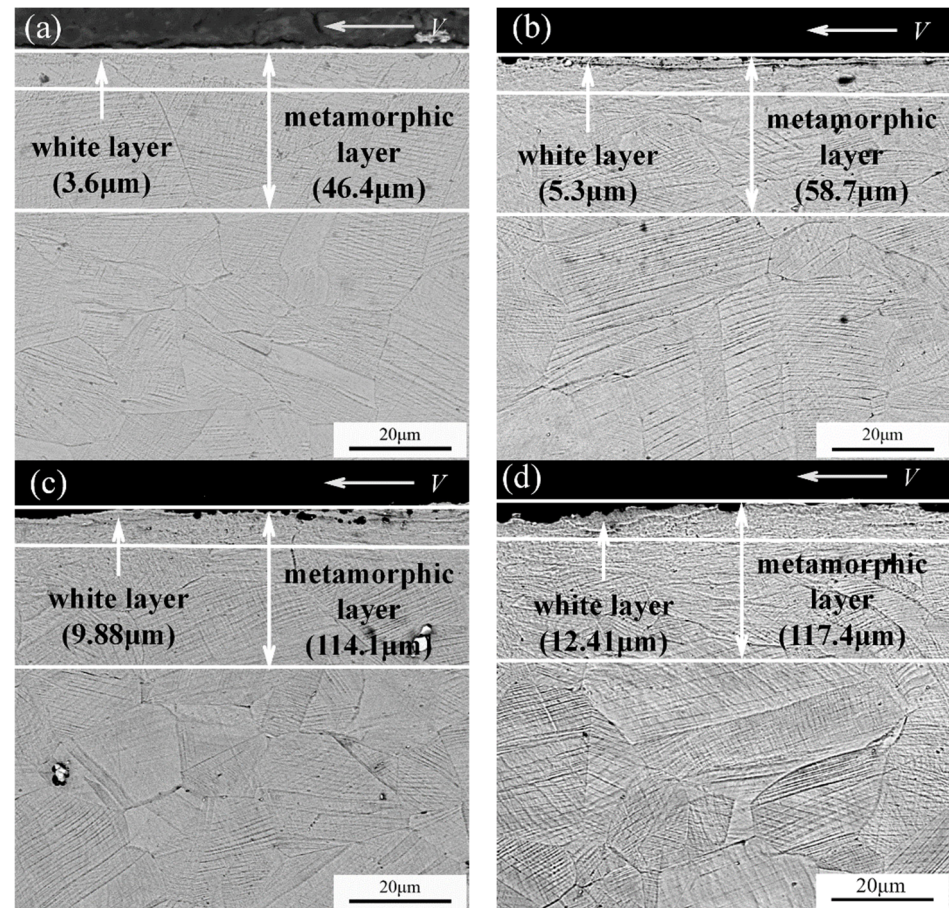 (a)
V
white layer
(3.6μm)
metamorphic
layer
(46.4μm)
20μm
(b)
V
white layer
(5.3μm)
metamorphic
layer
(58.7μm)
20μm
(c)
V
white layer
(9.88μm)
metamorphic
layer
(114.1μm)
20μm
(d)
V
white layer
(12.41μm)
metamorphic
layer
(117.4μm)
20μm